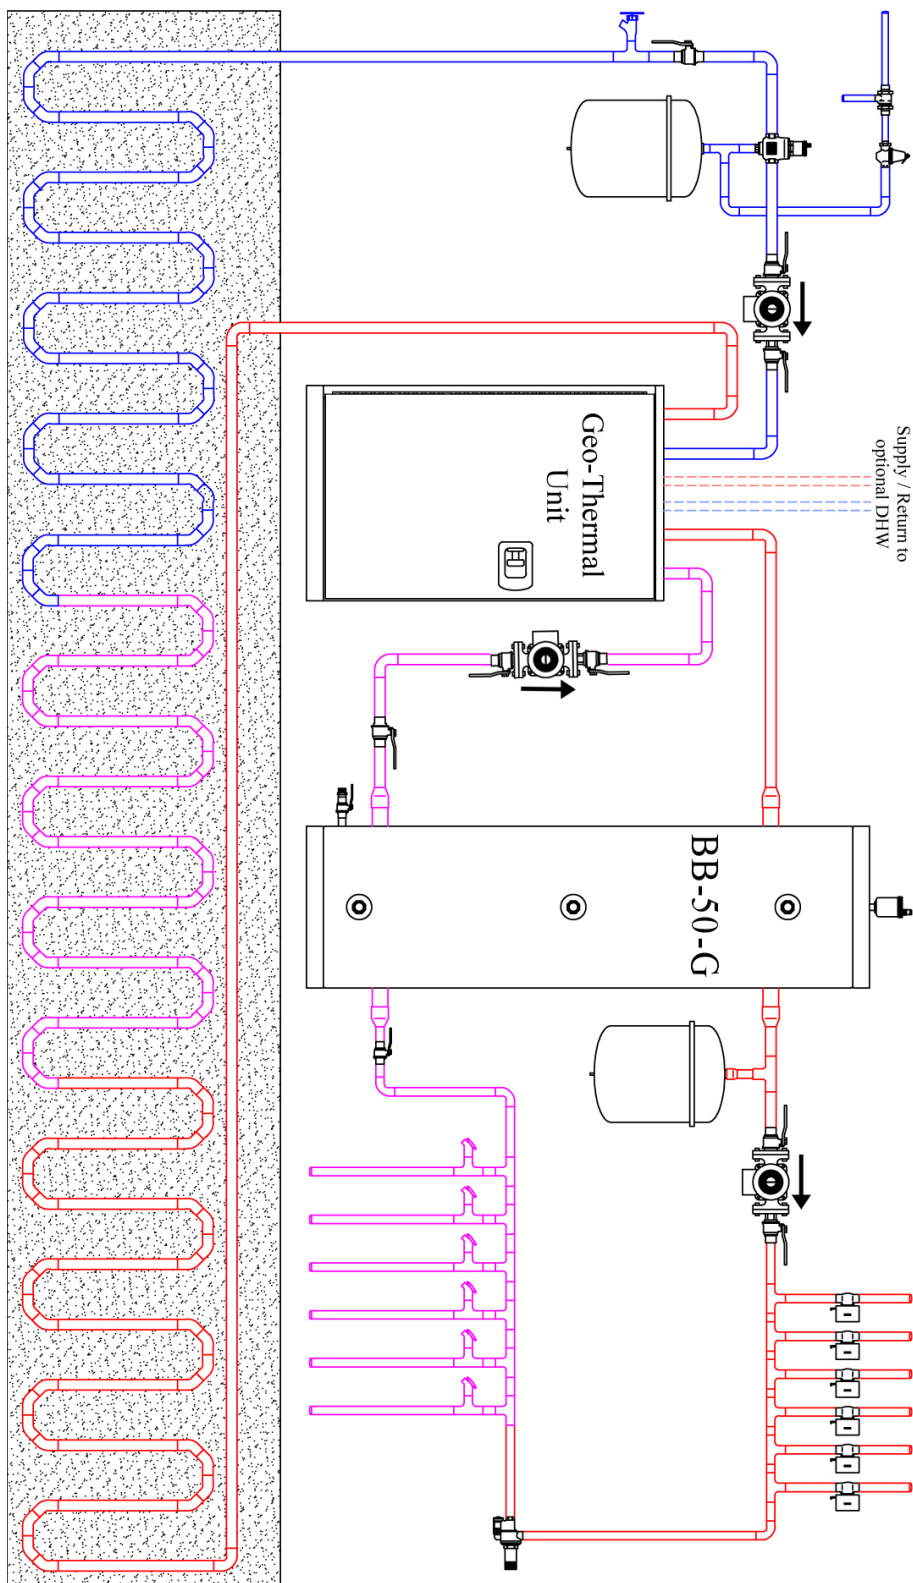 Supply / Return to
optional DHW
Geo-Thermal
Unit
BB-50-G